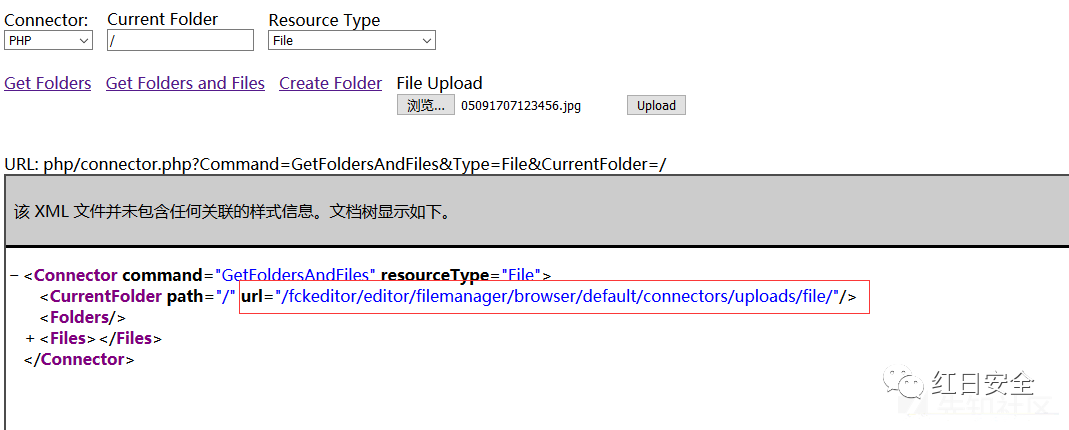 Connector: Current Folder Resource Type
PHP / File
Get Folders Get Folders and Files Create Folder File Upload
浏览... 05091707123456.jpg Upload
URL: php/connector.php?Command=GetFoldersAndFiles&Type=File&CurrentFolder=/
该 XML 文件并未包含任何关联的样式信息。文档树显示如下。
− <Connector command="GetFoldersAndFiles" resourceType="File">
<CurrentFolder path="/" url="/fckeditor/editor/filemanager/browser/default/connectors/uploads/file/"/>
<Folders/>
+ <Files></Files>
</Connector>
红日安全